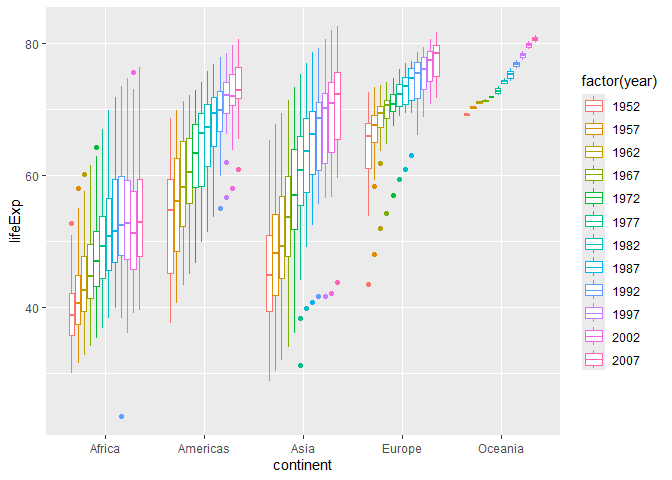 80
60
40
lifeExp
Africa
Americas
Asia
Europe
Oceania
continent
factor(year)
1952
1957
1962
1967
1972
1977
1982
1987
1992
1997
2002
2007